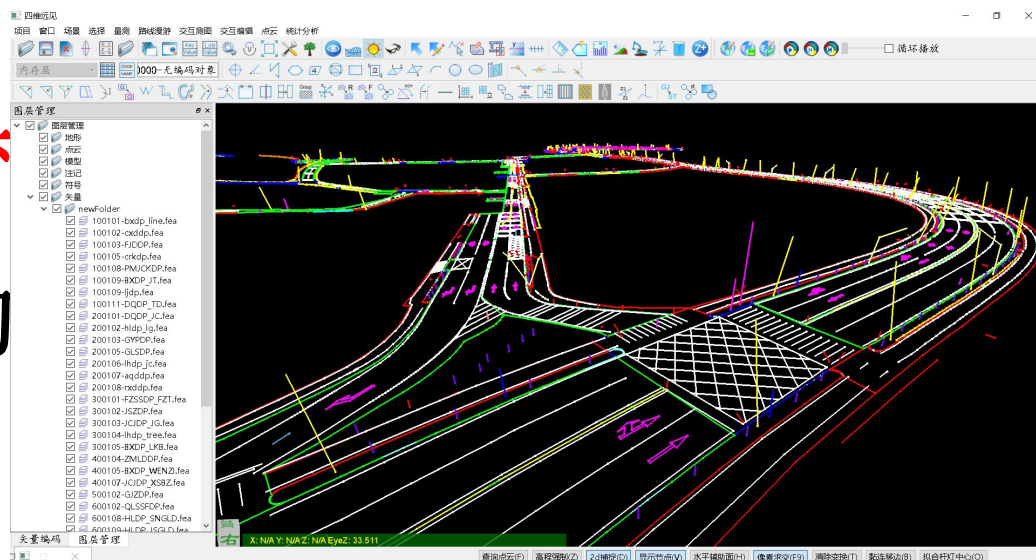 四维远见
项目 窗口 场景 选择 量测 路线漫游 交互测图 交互编辑 点云 统计分析
循环播放
内存层
0000-无编码对象
图层管理
图层管理
地形
点云
模型
注记
符号
矢量
newFolder
100101-bxdp_line.fea
100102-cxddp.fea
100103-FJDDP.fea
100105-crkdp.fea
100108-PMJCKDP.fea
100109-BXDP_JT.fea
100109-ljdp.fea
100111-DQDP_TD.fea
200101-DQDP_JC.fea
200102-hldp_lg.fea
200103-GYPDP.fea
200105-GLSDP.fea
200106-lhdp_jc.fea
200107-aqddp.fea
200108-rxddp.fea
300101-FZSSDP_FZT.fea
300102-JSZDP.fea
300103-JCJDP_JG.fea
300104-lhdp_tree.fea
300105-BXDP_LKB.fea
400104-ZMLDDP.fea
400105-BXDP_WENZI.fea
400107-JCJDP_XSBZ.fea
500102-GJZDP.fea
600102-QLSSFDP.fea
600108-HLDP_SNGLD.fea
600109-HLDP_JSGLD.fea
矢量编码 图层管理
X: N/A Y: N/A Z: N/A EyeZ: 33.511
查询点云(F) 高程强制(Z) 2d捕捉(D) 显示节点(V) 水平辅助面(H) 像素求交(F9) 清除变换(T) 黏连移动(B) 拟合杆灯中心(O)